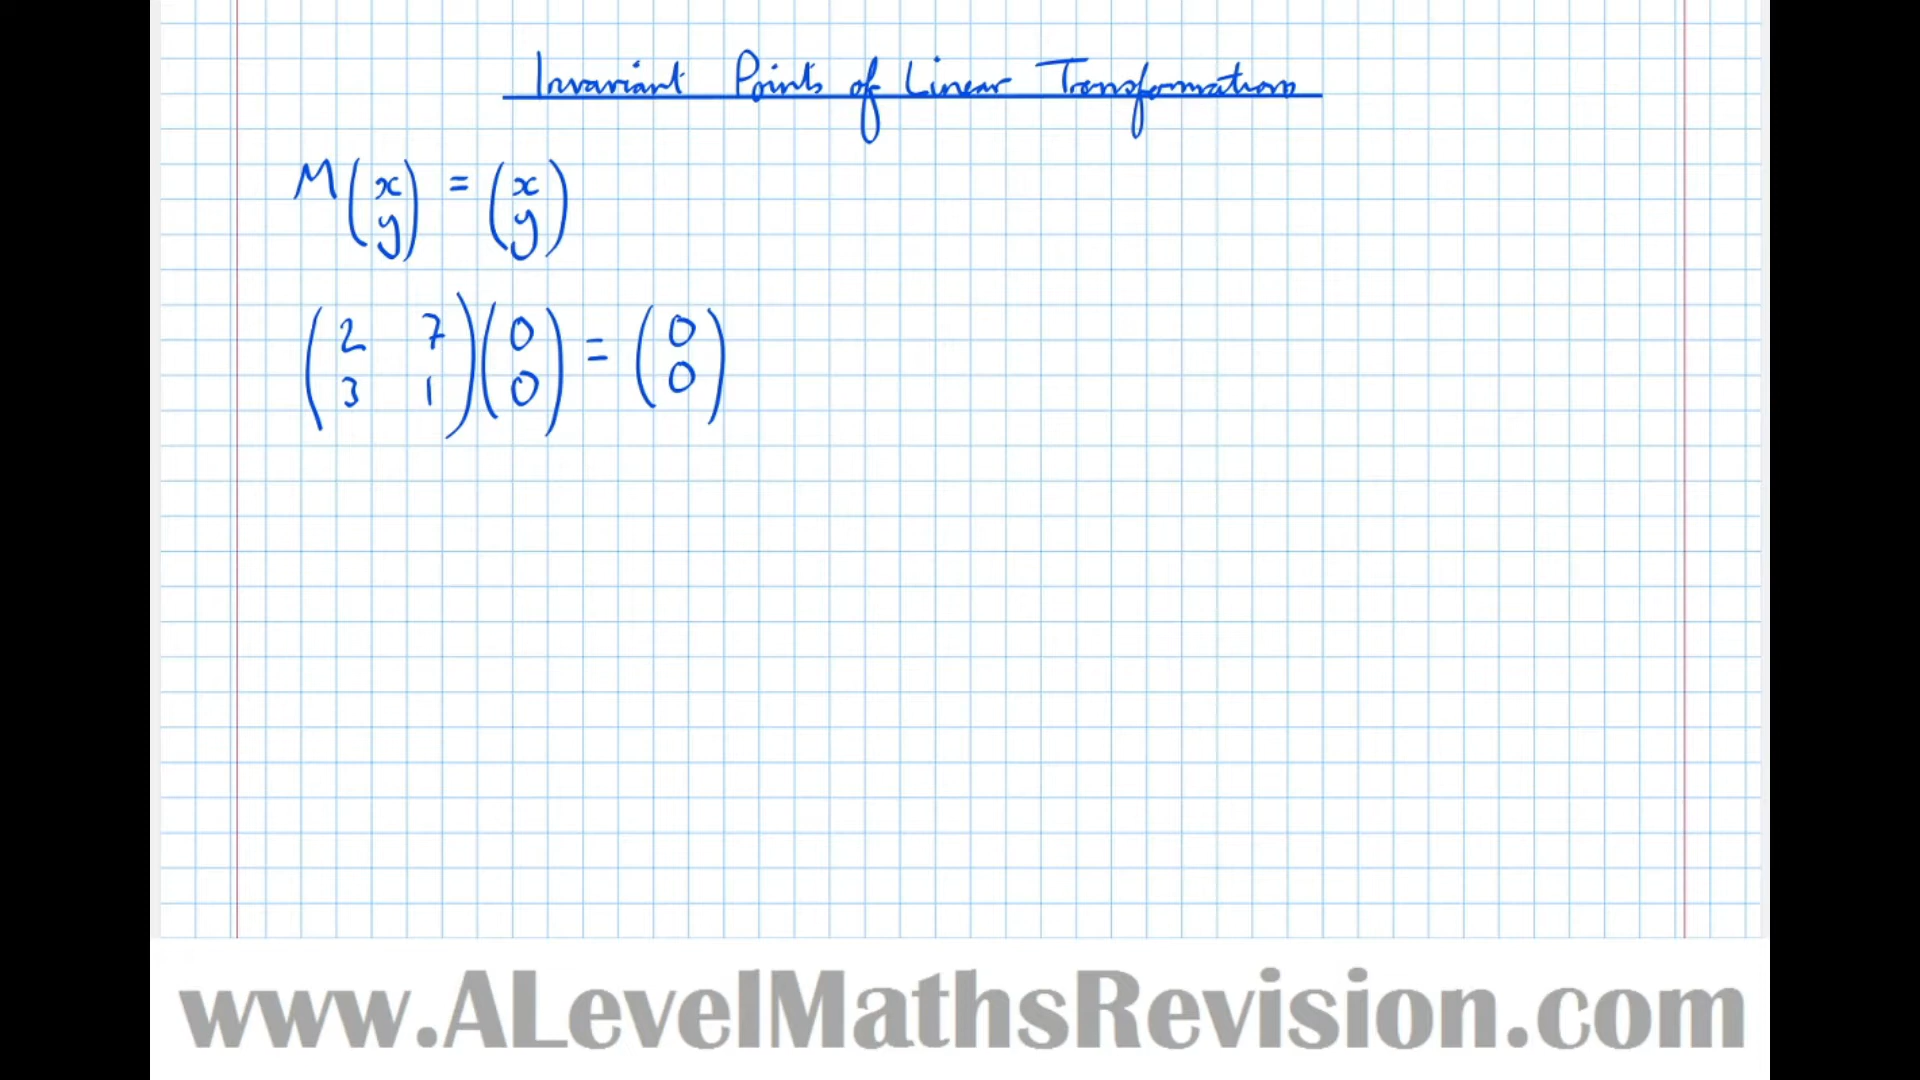 Invariant Points of Linear Transformations
M(x y) = (x y)
(2 7 3 1)(0 0) = (0 0)
www.ALevelMathsRevision.com